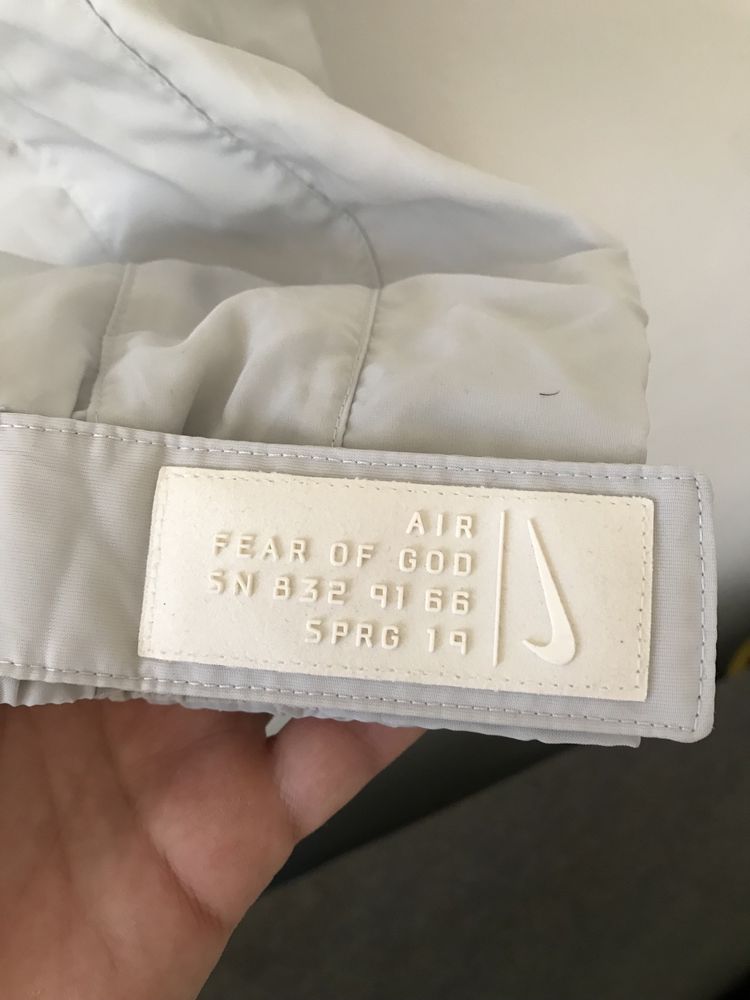 AIR
FEAR OF GOD
SN 832 91 66
SPRG 19